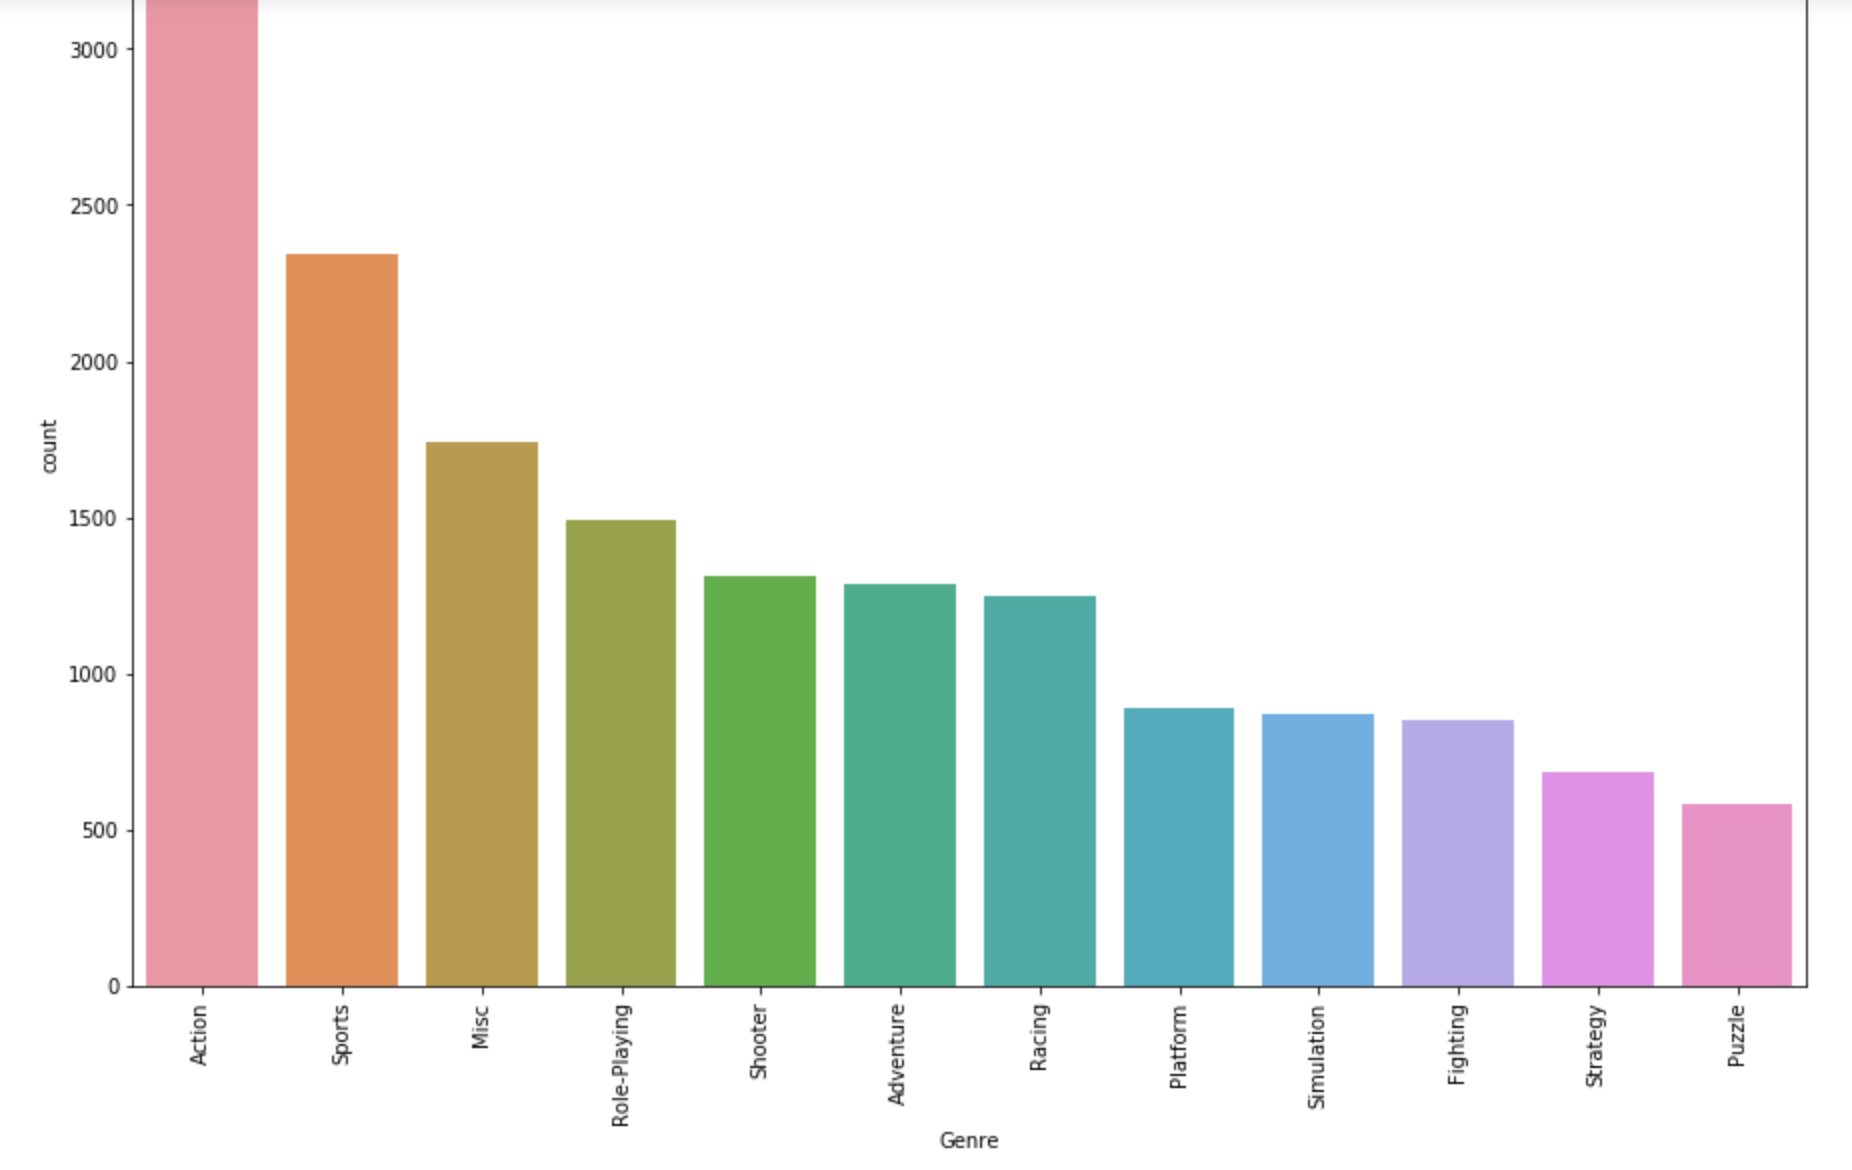 3000
2500
2000
1500
1000
500
0
count
Action
Sports
Misc
Role-Playing
Shooter
Adventure
Racing
Platform
Simulation
Fighting
Strategy
Puzzle
Genre